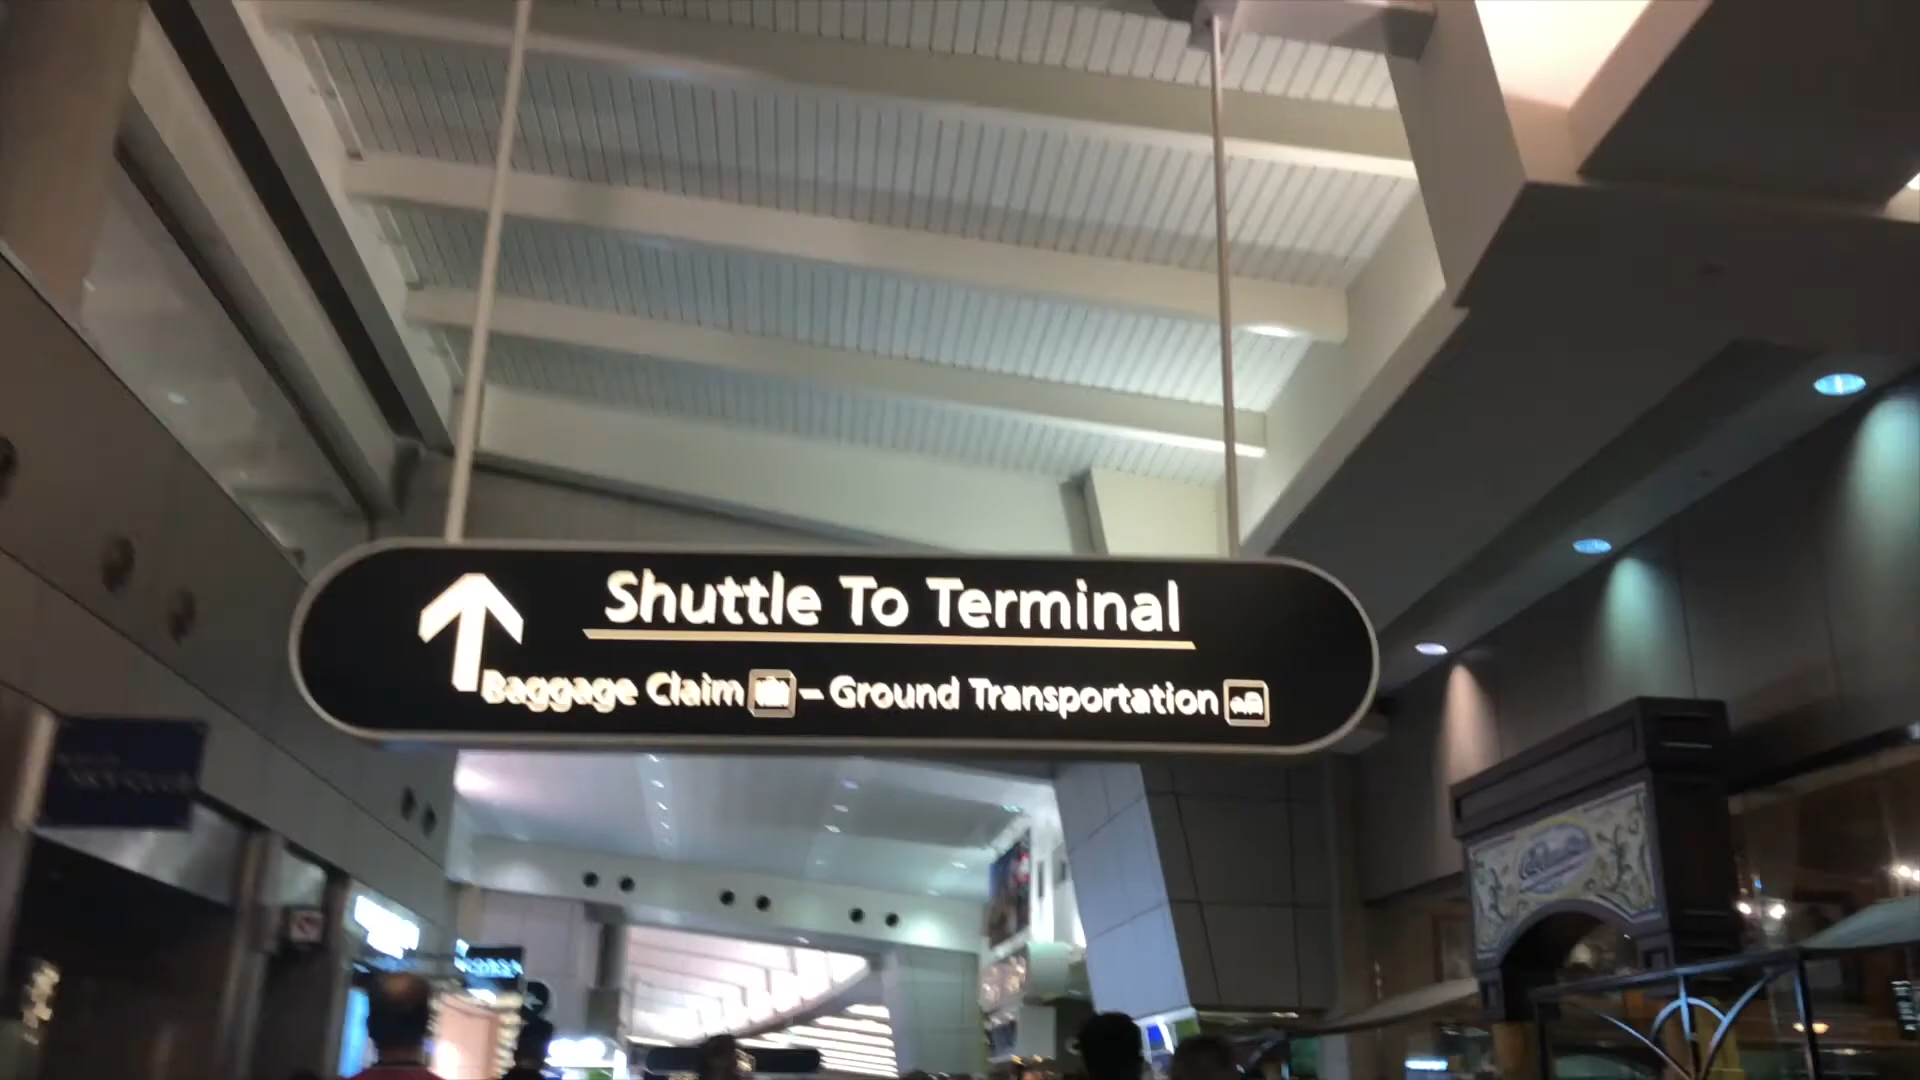 Shuttle To Terminal
Baggage Claim – Ground Transportation